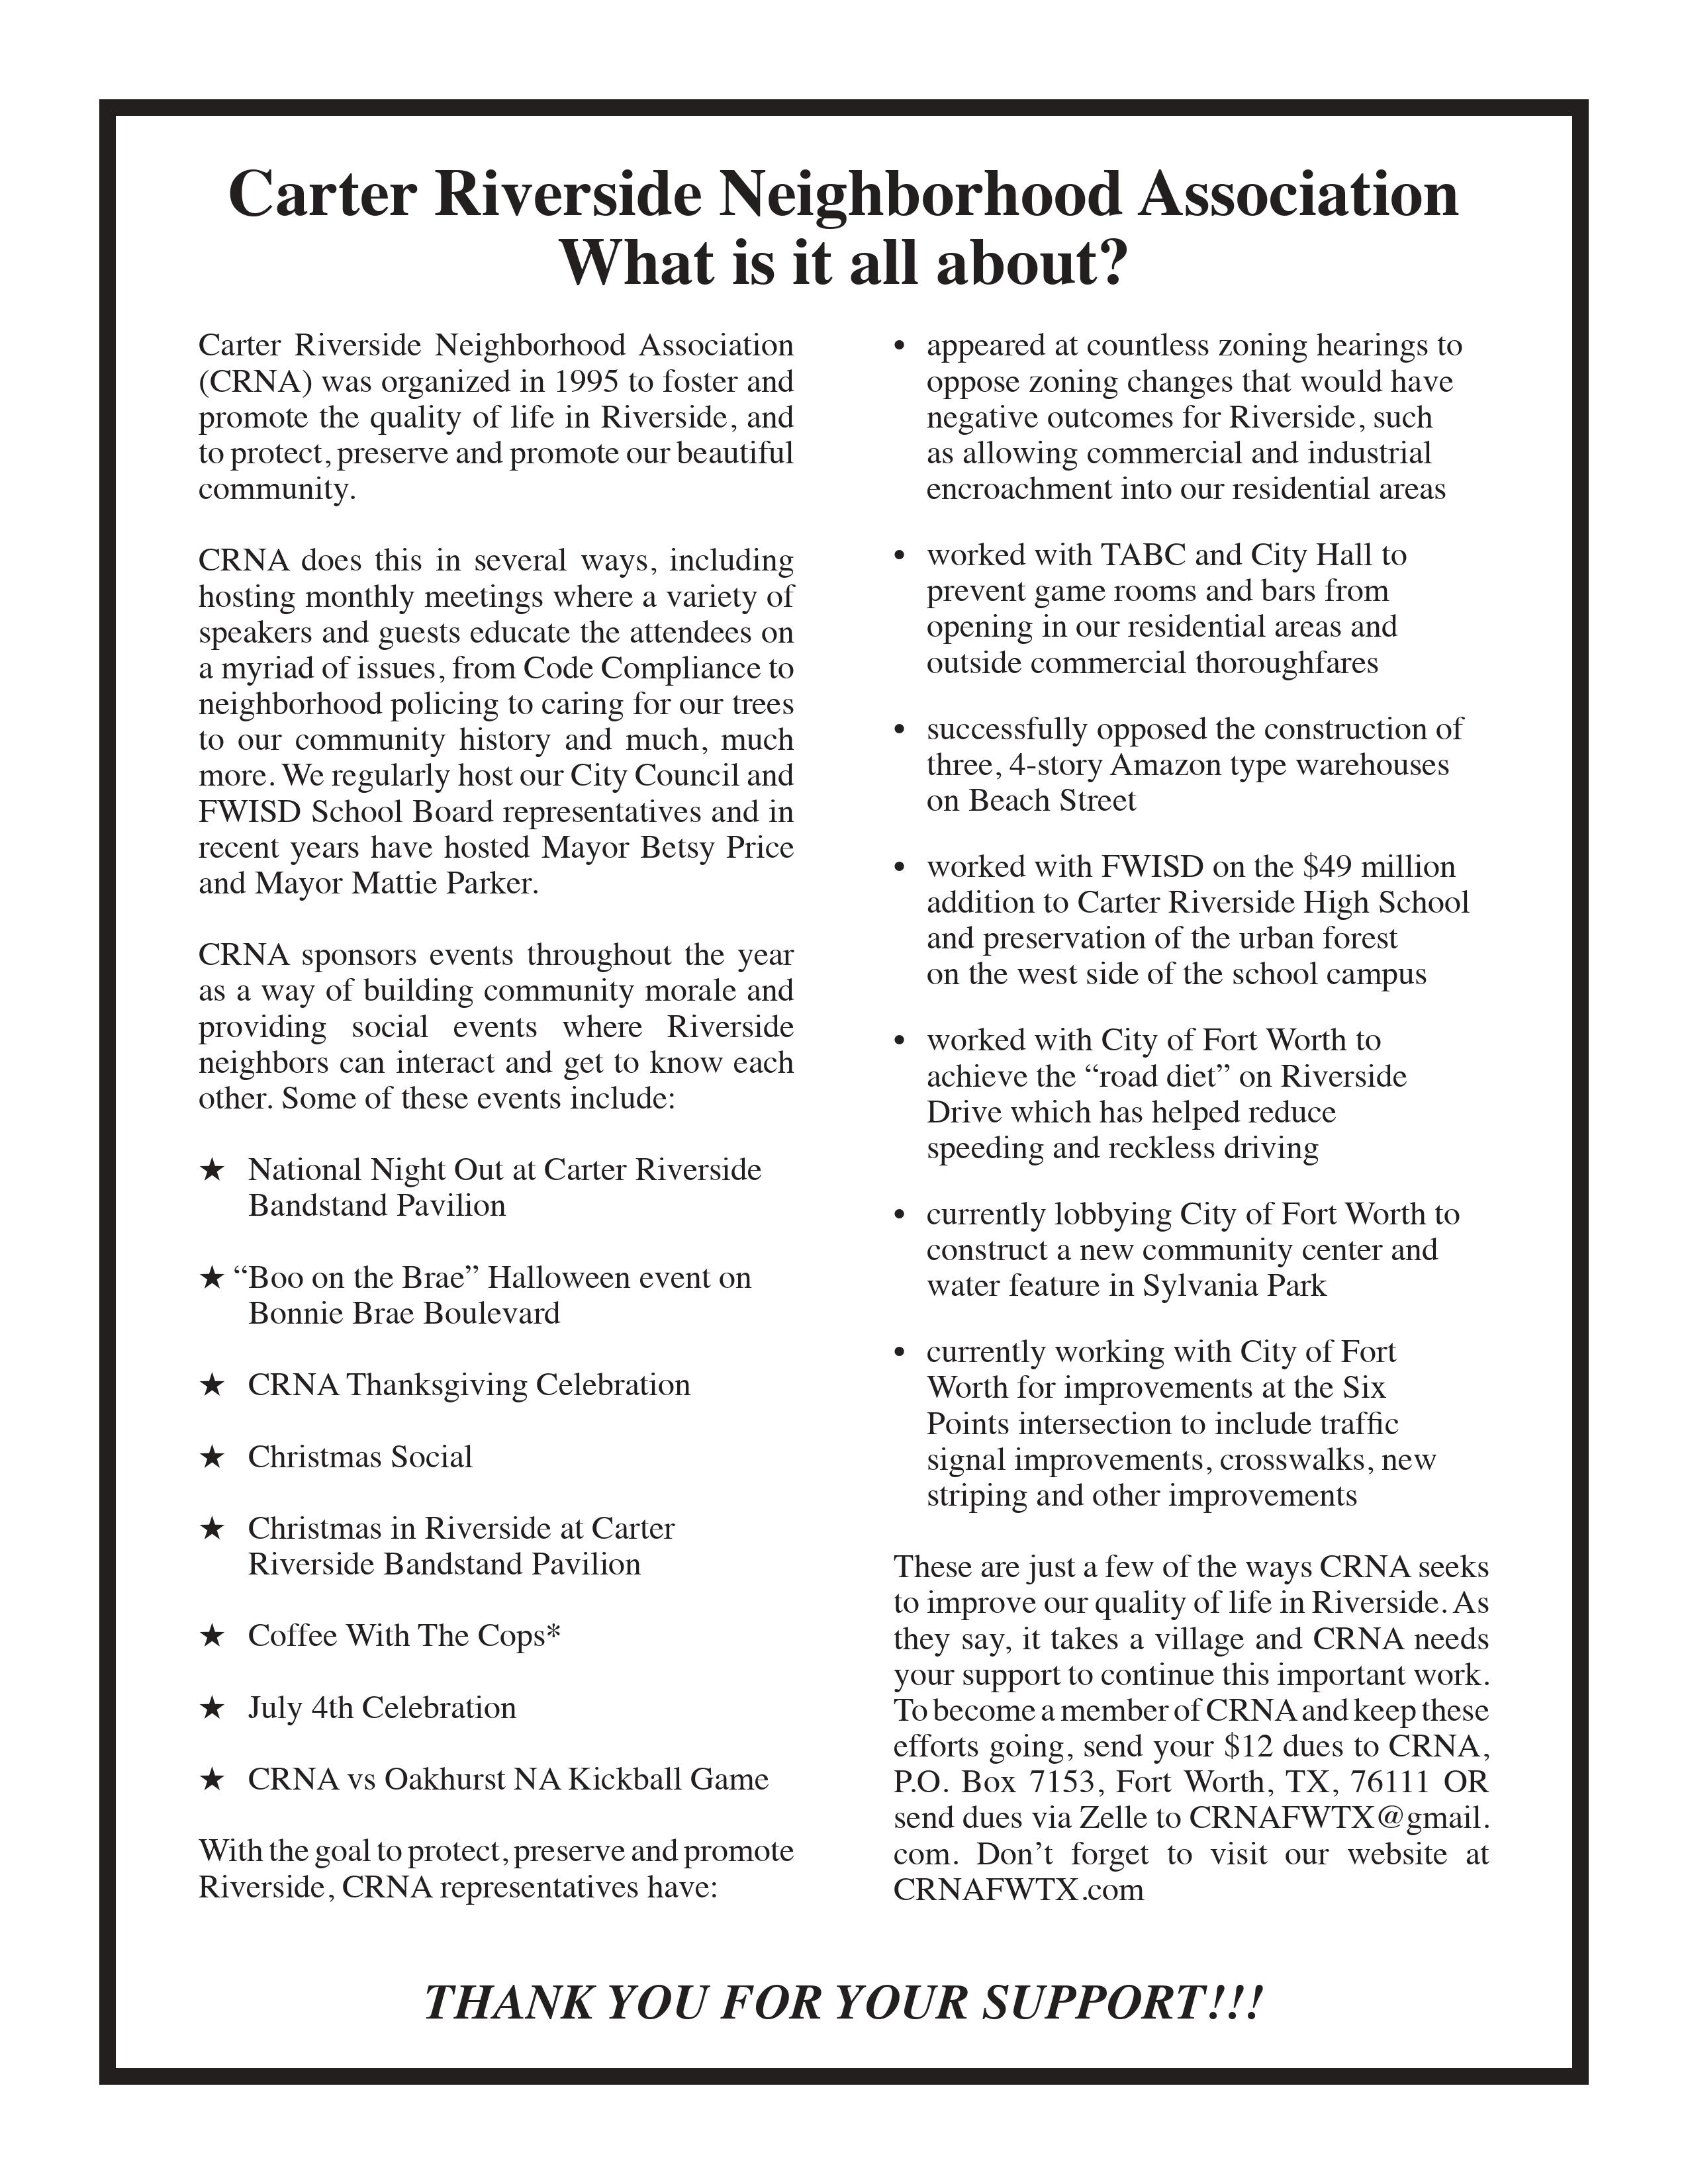 Carter Riverside Neighborhood Association
What is it all about?
Carter Riverside Neighborhood Association
(CRNA) was organized in 1995 to foster and
promote the quality of life in Riverside, and
to protect, preserve and promote our beautiful
community.
CRNA does this in several ways, including
hosting monthly meetings where a variety of
speakers and guests educate the attendees on
a myriad of issues, from Code Compliance to
neighborhood policing to caring for our trees
to our community history and much, much
more. We regularly host our City Council and
FWISD School Board representatives and in
recent years have hosted Mayor Betsy Price
and Mayor Mattie Parker.
CRNA sponsors events throughout the year
as a way of building community morale and
providing social events where Riverside
neighbors can interact and get to know each
other. Some of these events include:
★ National Night Out at Carter Riverside
Bandstand Pavilion
★ “Boo on the Brae” Halloween event on
Bonnie Brae Boulevard
★ CRNA Thanksgiving Celebration
★ Christmas Social
★ Christmas in Riverside at Carter
Riverside Bandstand Pavilion
★ Coffee With The Cops*
★ July 4th Celebration
★ CRNA vs Oakhurst NA Kickball Game
With the goal to protect, preserve and promote
Riverside, CRNA representatives have:
• appeared at countless zoning hearings to
oppose zoning changes that would have
negative outcomes for Riverside, such
as allowing commercial and industrial
encroachment into our residential areas
• worked with TABC and City Hall to
prevent game rooms and bars from
opening in our residential areas and
outside commercial thoroughfares
• successfully opposed the construction of
three, 4-story Amazon type warehouses
on Beach Street
• worked with FWISD on the $49 million
addition to Carter Riverside High School
and preservation of the urban forest
on the west side of the school campus
• worked with City of Fort Worth to
achieve the “road diet” on Riverside
Drive which has helped reduce
speeding and reckless driving
• currently lobbying City of Fort Worth to
construct a new community center and
water feature in Sylvania Park
• currently working with City of Fort
Worth for improvements at the Six
Points intersection to include traffic
signal improvements, crosswalks, new
striping and other improvements
These are just a few of the ways CRNA seeks
to improve our quality of life in Riverside. As
they say, it takes a village and CRNA needs
your support to continue this important work.
To become a member of CRNA and keep these
efforts going, send your $12 dues to CRNA,
P.O. Box 7153, Fort Worth, TX, 76111 OR
send dues via Zelle to CRNAFWTX@gmail.
com. Don’t forget to visit our website at
CRNAFWTX.com
THANK YOU FOR YOUR SUPPORT!!!